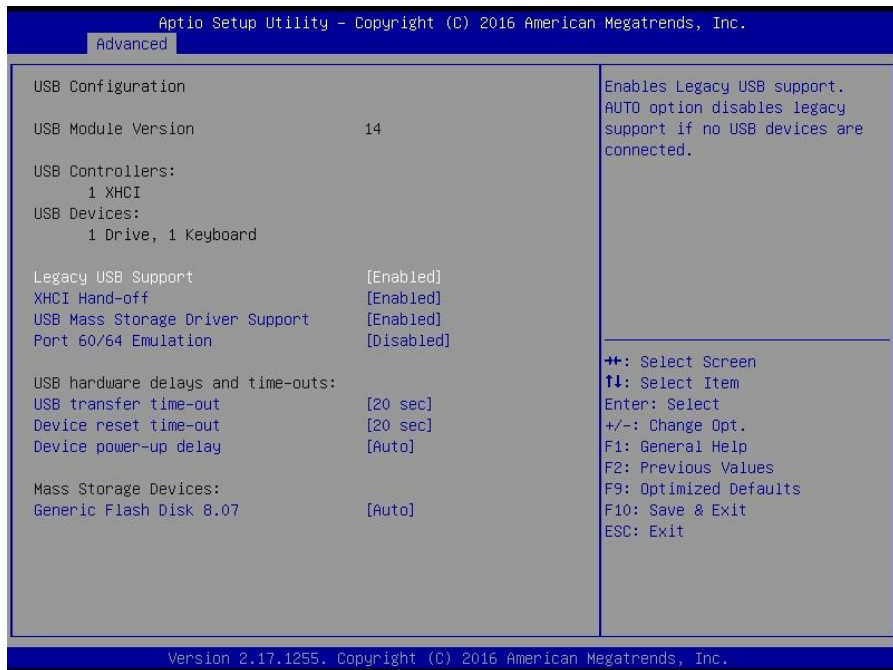 Aptio Setup Utility – Copyright (C) 2016 American Megatrends, Inc.
Advanced
USB Configuration
USB Module Version 14
USB Controllers:
1 XHCI
USB Devices:
1 Drive, 1 Keyboard
Legacy USB Support [Enabled]
XHCI Hand-off [Enabled]
USB Mass Storage Driver Support [Enabled]
Port 60/64 Emulation [Disabled]
USB hardware delays and time-outs:
USB transfer time-out [20 sec]
Device reset time-out [20 sec]
Device power-up delay [Auto]
Mass Storage Devices:
Generic Flash Disk 8.07 [Auto]
Enables Legacy USB support.
AUTO option disables legacy
support if no USB devices are
connected.
→←: Select Screen
↑↓: Select Item
Enter: Select
+/-: Change Opt.
F1: General Help
F2: Previous Values
F9: Optimized Defaults
F10: Save & Exit
ESC: Exit
Version 2.17.1255. Copyright (C) 2016 American Megatrends, Inc.